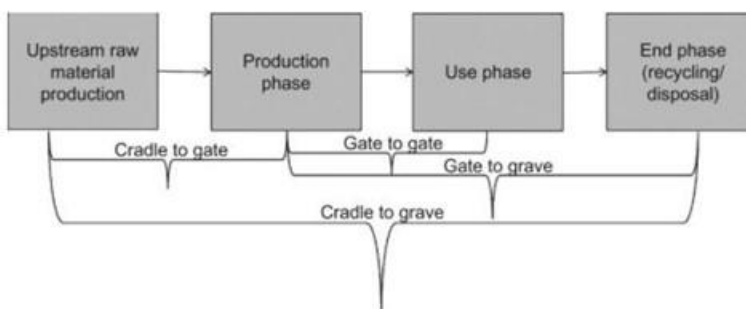 Upstream raw
material
production
Production
phase
Use phase
End phase
(recycling/
disposal)
Cradle to gate
Gate to gate
Gate to grave
Cradle to grave